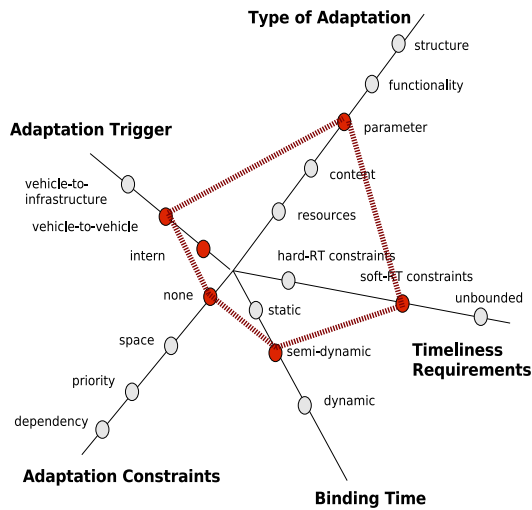 Type of Adaptation
structure
functionality
Adaptation Trigger
parameter
vehicle-to-
infrastructure
content
vehicle-to-vehicle
resources
intern
hard-RT constraints
soft-RT constraints
none
static
unbounded
space
semi-dynamic
Timeliness
Requirements
priority
dynamic
dependency
Adaptation Constraints
Binding Time